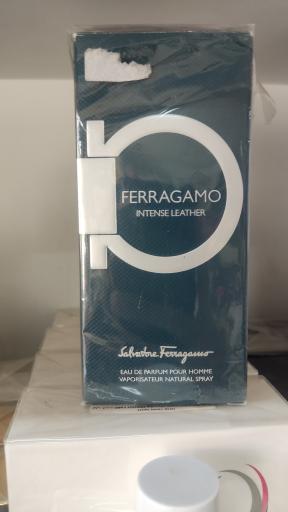 FERRAGAMO
INTENSE LEATHER
Salvatore Ferragamo
EAU DE PARFUM POUR HOMME
VAPORISATEUR NATURAL SPRAY